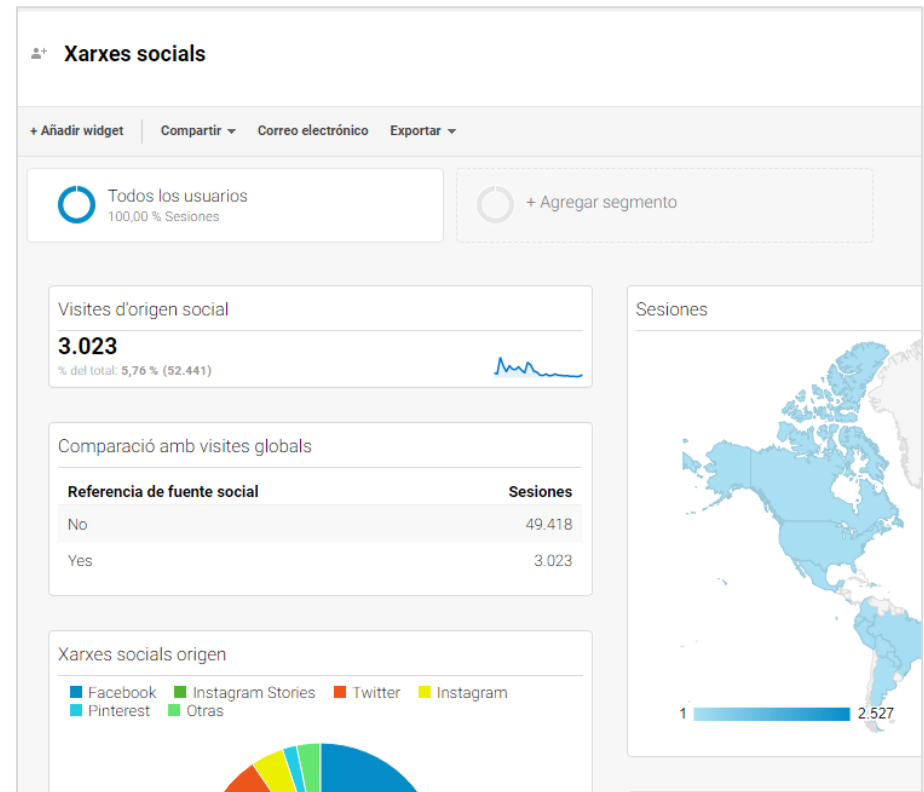 Xarxes socials
+ Añadir widget Compartir Correo electrónico Exportar
Todos los usuarios
100,00 % Sesiones
+ Agregar segmento
Visites d'origen social
3.023
% del total: 5,76 % (52.441)
Comparació amb visites globals
Referencia de fuente social Sesiones
No 49.418
Yes 3.023
Xarxes socials origen
Facebook Instagram Stories Twitter Instagram
Pinterest Otras
Sesiones
1 2.527